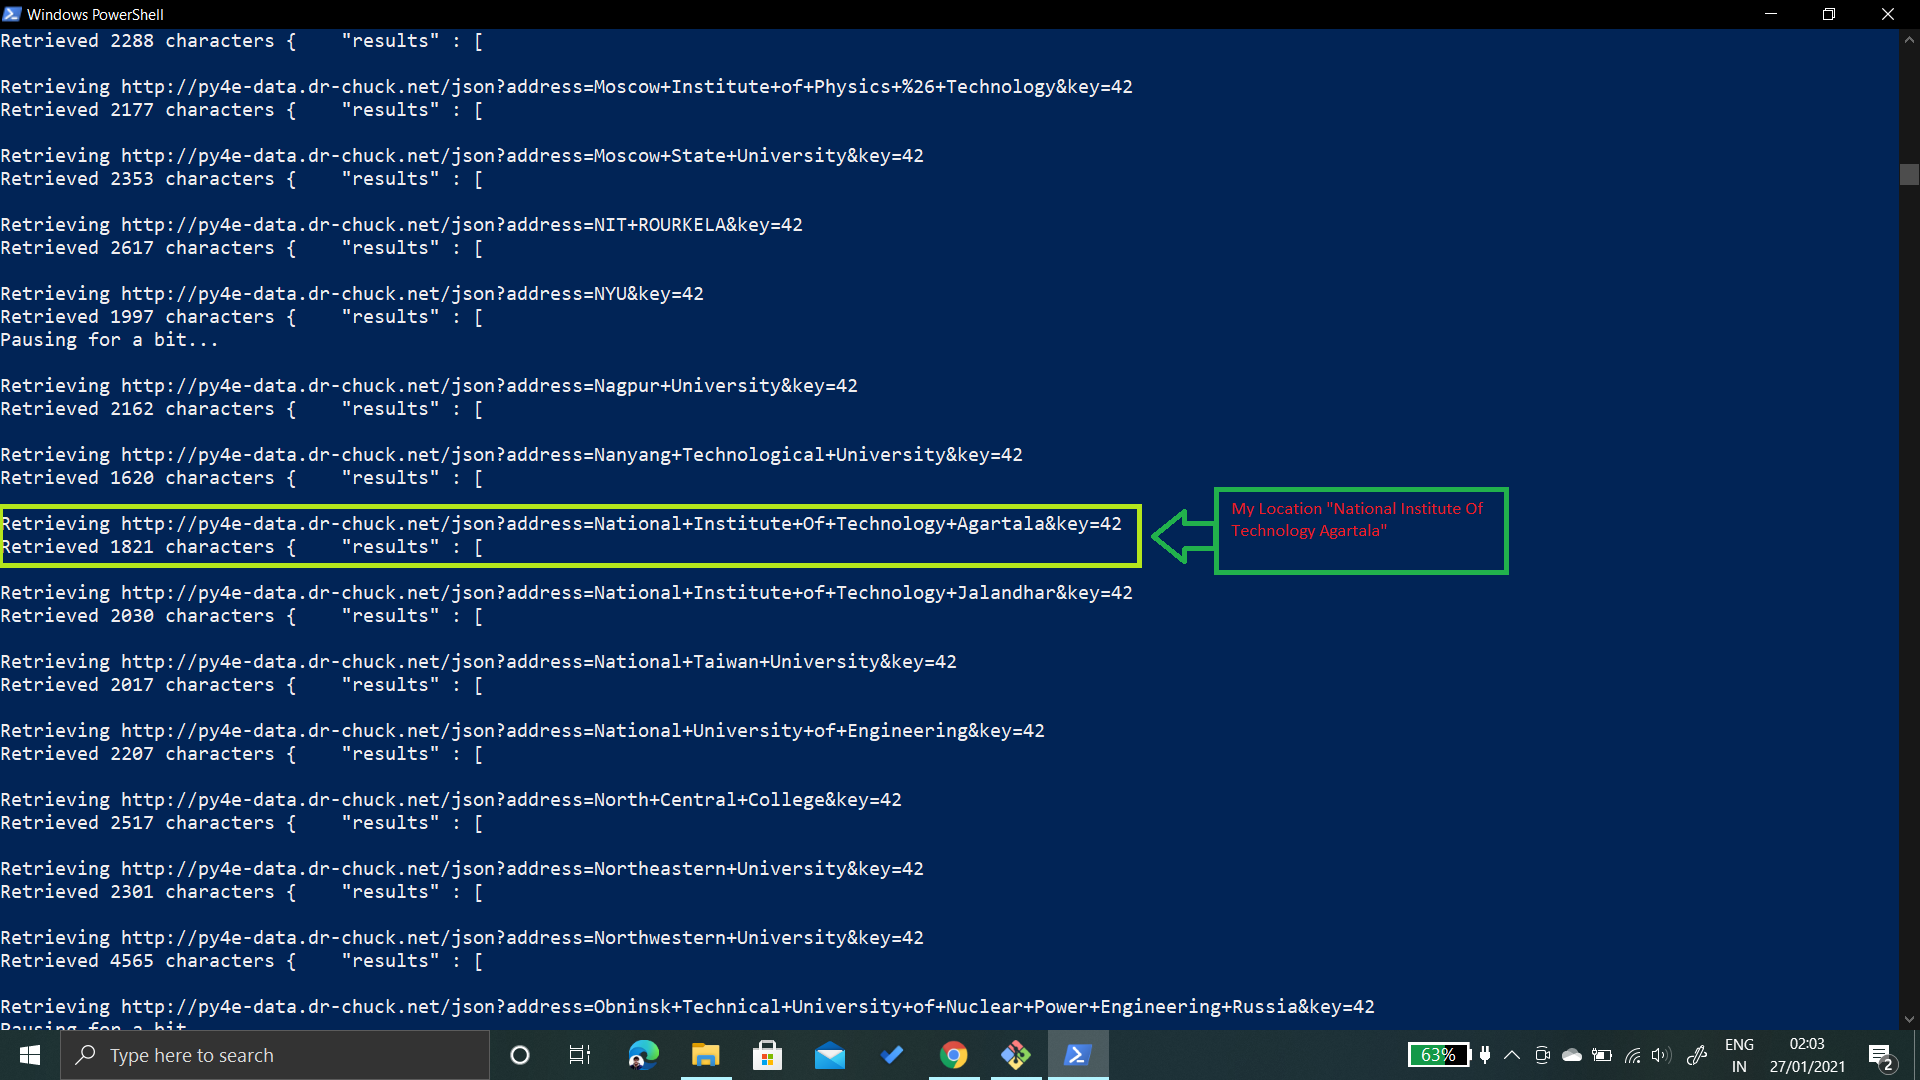 Windows PowerShell
Retrieved 2288 characters {    "results" : [
Retrieving http://py4e-data.dr-chuck.net/json?address=Moscow+Institute+of+Physics+%26+Technology&key=42
Retrieved 2177 characters {    "results" : [
Retrieving http://py4e-data.dr-chuck.net/json?address=Moscow+State+University&key=42
Retrieved 2353 characters {    "results" : [
Retrieving http://py4e-data.dr-chuck.net/json?address=NIT+ROURKELA&key=42
Retrieved 2617 characters {    "results" : [
Retrieving http://py4e-data.dr-chuck.net/json?address=NYU&key=42
Retrieved 1997 characters {    "results" : [
Pausing for a bit...
Retrieving http://py4e-data.dr-chuck.net/json?address=Nagpur+University&key=42
Retrieved 2162 characters {    "results" : [
Retrieving http://py4e-data.dr-chuck.net/json?address=Nanyang+Technological+University&key=42
Retrieved 1620 characters {    "results" : [
Retrieving http://py4e-data.dr-chuck.net/json?address=National+Institute+Of+Technology+Agartala&key=42
Retrieved 1821 characters {    "results" : [
My Location "National Institute Of
Technology Agartala"
Retrieving http://py4e-data.dr-chuck.net/json?address=National+Institute+of+Technology+Jalandhar&key=42
Retrieved 2030 characters {    "results" : [
Retrieving http://py4e-data.dr-chuck.net/json?address=National+Taiwan+University&key=42
Retrieved 2017 characters {    "results" : [
Retrieving http://py4e-data.dr-chuck.net/json?address=National+University+of+Engineering&key=42
Retrieved 2207 characters {    "results" : [
Retrieving http://py4e-data.dr-chuck.net/json?address=North+Central+College&key=42
Retrieved 2517 characters {    "results" : [
Retrieving http://py4e-data.dr-chuck.net/json?address=Northeastern+University&key=42
Retrieved 2301 characters {    "results" : [
Retrieving http://py4e-data.dr-chuck.net/json?address=Northwestern+University&key=42
Retrieved 4565 characters {    "results" : [
Retrieving http://py4e-data.dr-chuck.net/json?address=Obninsk+Technical+University+of+Nuclear+Power+Engineering+Russia&key=42
Pausing for a bit
Type here to search
63%
ENG
IN
02:03
27/01/2021
2